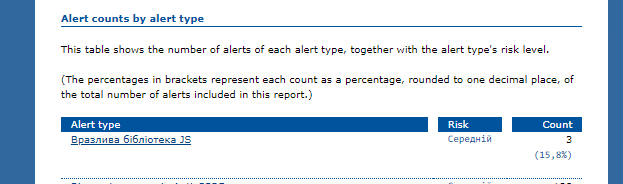 Alert counts by alert type
This table shows the number of alerts of each alert type, together with the alert type's risk level.
(The percentages in brackets represent each count as a percentage, rounded to one decimal place, of
the total number of alerts included in this report.)
Alert type Risk Count
Вразлива бібліотека JS Середній 3
(15,8%)